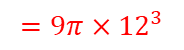 = 9π × 12³